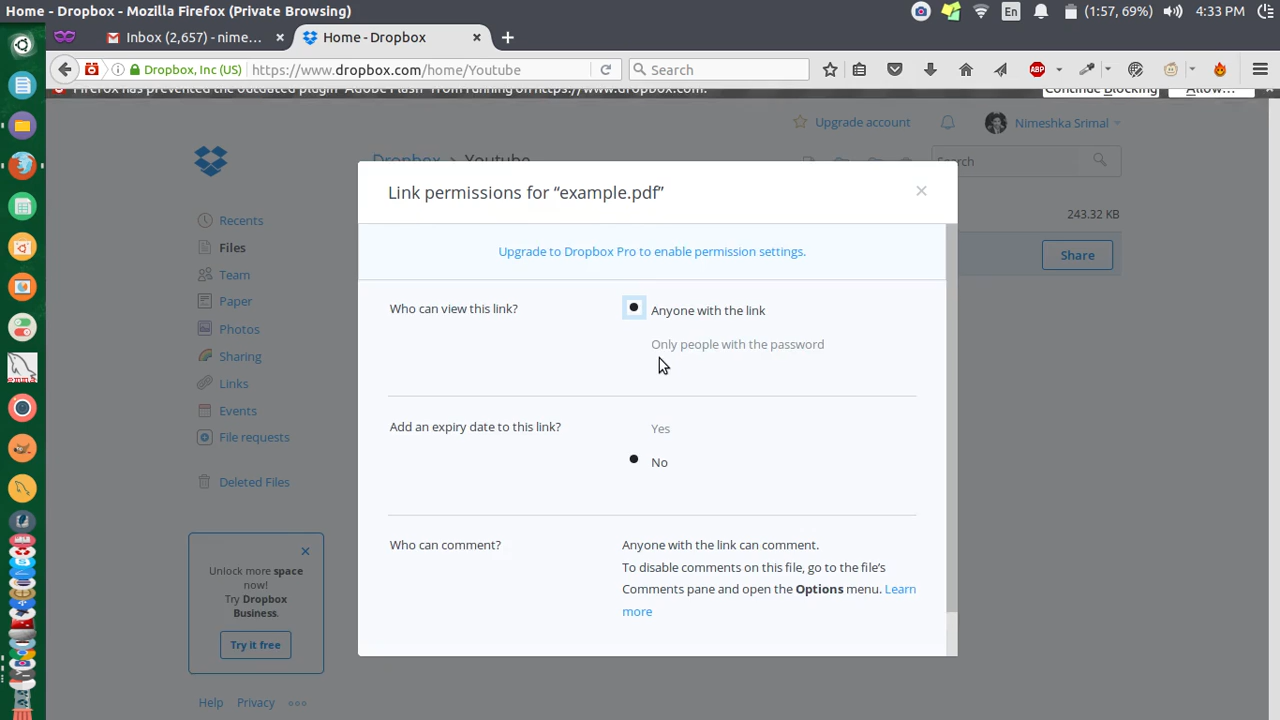 Home - Dropbox - Mozilla Firefox (Private Browsing)
En
(1:57, 69%)
4:33 PM
Inbox (2,657) - nime...
Home - Dropbox
Dropbox, Inc (US)
https://www.dropbox.com/home/Youtube
Search
ABP
Firefox has prevented the outdated plugin "Adobe Flash" from running on https://www.dropbox.com.
Continue Blocking
Allow...
Upgrade account
Nimeshka Srimal
Dropbox > Youtube
Search
Link permissions for “example.pdf”
243.32 KB
Share
Recents
Files
Team
Paper
Photos
Sharing
Links
Events
File requests
Deleted Files
Upgrade to Dropbox Pro to enable permission settings.
Who can view this link?
Anyone with the link
Only people with the password
Add an expiry date to this link?
Yes
No
Who can comment?
Anyone with the link can comment.
To disable comments on this file, go to the file's
Comments pane and open the Options menu. Learn
more
Unlock more space
now!
Try Dropbox
Business.
Try it free
Help
Privacy